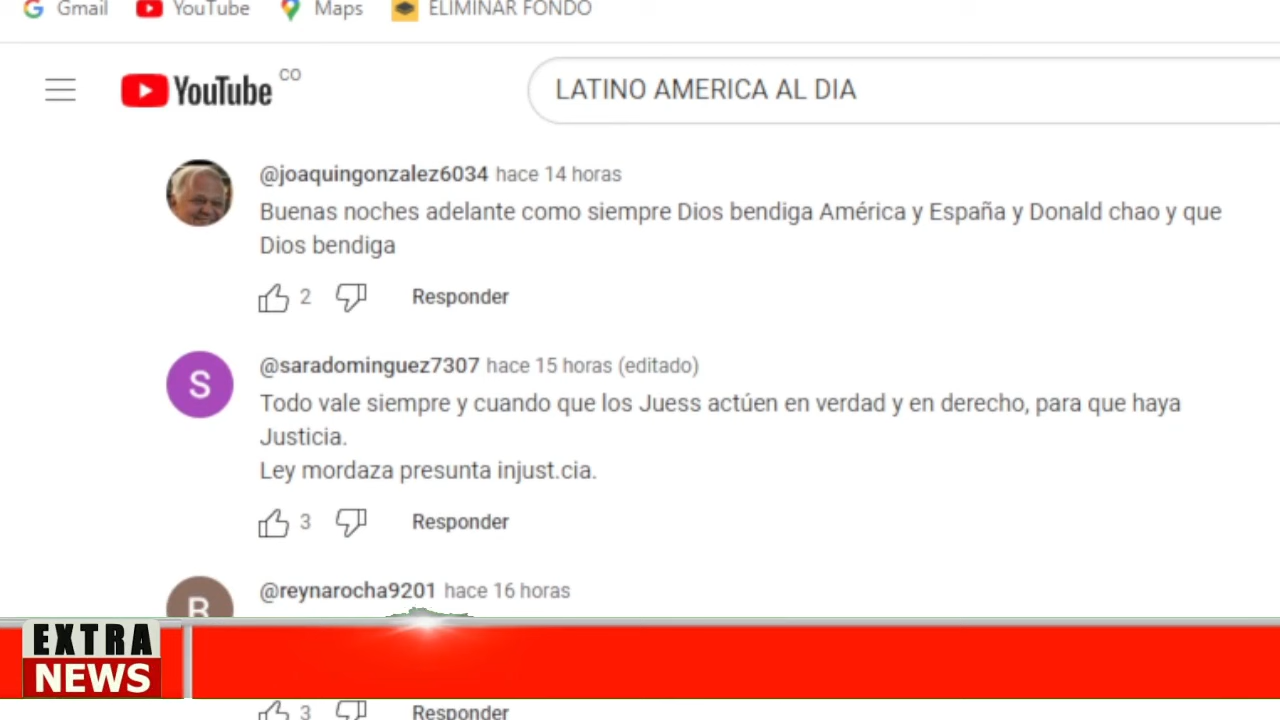 Gmail YouTube Maps ELIMINAR FONDO
YouTube CO
LATINO AMERICA AL DIA
@joaquingonzalez6034 hace 14 horas
Buenas noches adelante como siempre Dios bendiga América y España y Donald chao y que
Dios bendiga
2 Responder
S
@saradominguez7307 hace 15 horas (editado)
Todo vale siempre y cuando que los Juess actúen en verdad y en derecho, para que haya
Justicia.
Ley mordaza presunta injust.cia.
3 Responder
R
@reynarocha9201 hace 16 horas
EXTRA
NEWS
3 Responder